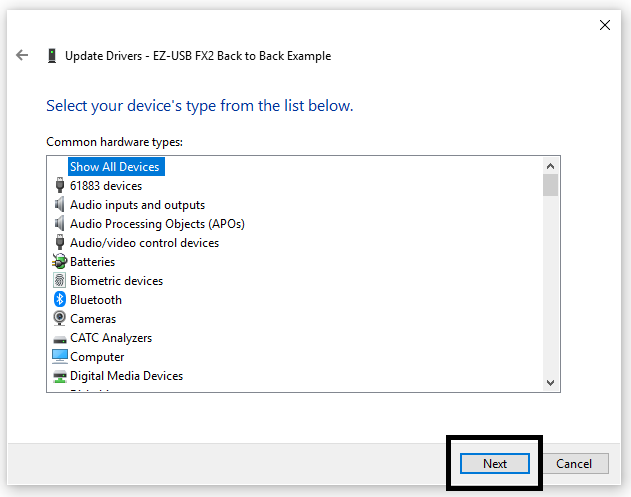 Update Drivers - EZ-USB FX2 Back to Back Example
Select your device's type from the list below.
Common hardware types:
Show All Devices
61883 devices
Audio inputs and outputs
Audio Processing Objects (APOs)
Audio/video control devices
Batteries
Biometric devices
Bluetooth
Cameras
CATC Analyzers
Computer
Digital Media Devices
Next
Cancel